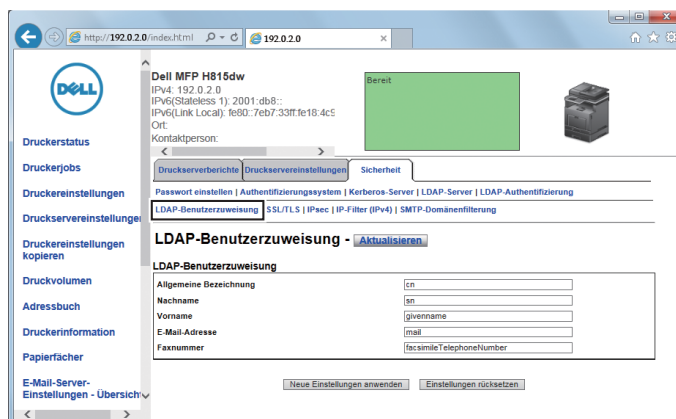 http://192.0.2.0/index.html
192.0.2.0
DELL
Druckerstatus
Druckerjobs
Druckereinstellungen
Druckservereinstellungen
Druckereinstellungen
kopieren
Druckvolumen
Adressbuch
Druckerinformation
Papierfächer
E-Mail-Server-
Einstellungen - Übersicht
Dell MFP H815dw
IPv4: 192.0.2.0
IPv6(Stateless 1): 2001:db8::
IPv6(Link Local): fe80::7eb7:33ff:fe18:4c9
Ort:
Kontaktperson:
Bereit
Druckserverberichte Druckservereinstellungen Sicherheit
Passwort einstellen | Authentifizierungssystem | Kerberos-Server | LDAP-Server | LDAP-Authentifizierung
LDAP-Benutzerzuweisung | SSL/TLS | IPsec | IP-Filter (IPv4) | SMTP-Domänenfilterung
LDAP-Benutzerzuweisung - Aktualisieren
LDAP-Benutzerzuweisung
Allgemeine Bezeichnung cn
Nachname sn
Vorname givenname
E-Mail-Adresse mail
Faxnummer facsimileTelephoneNumber
Neue Einstellungen anwenden Einstellungen rücksetzen